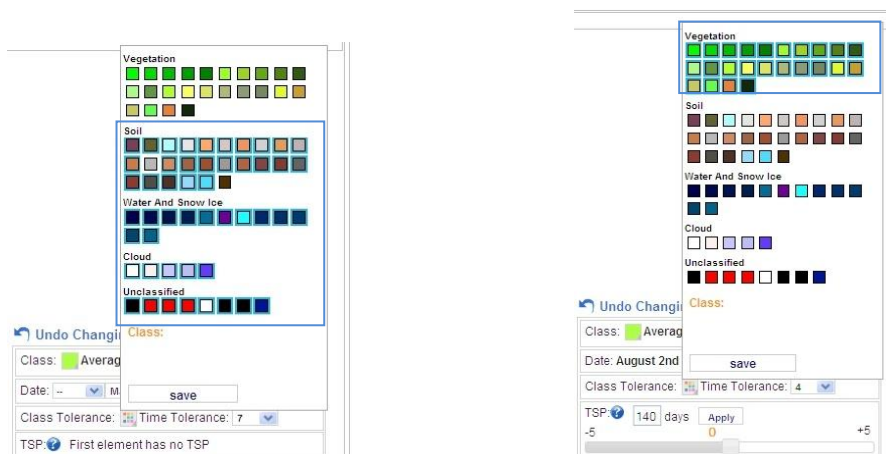 Vegetation
Soil
Water And Snow Ice
Cloud
Unclassified
Class:
save
Undo Changi
Class: Averag
Date: -- M
Class Tolerance: Time Tolerance: 7
TSP: ? First element has no TSP
Vegetation
Soil
Water And Snow Ice
Cloud
Unclassified
Class:
save
Undo Changi
Class: Averag
Date: August 2nd
Class Tolerance: Time Tolerance: 4
TSP: ? 140 days Apply
-5 0 +5